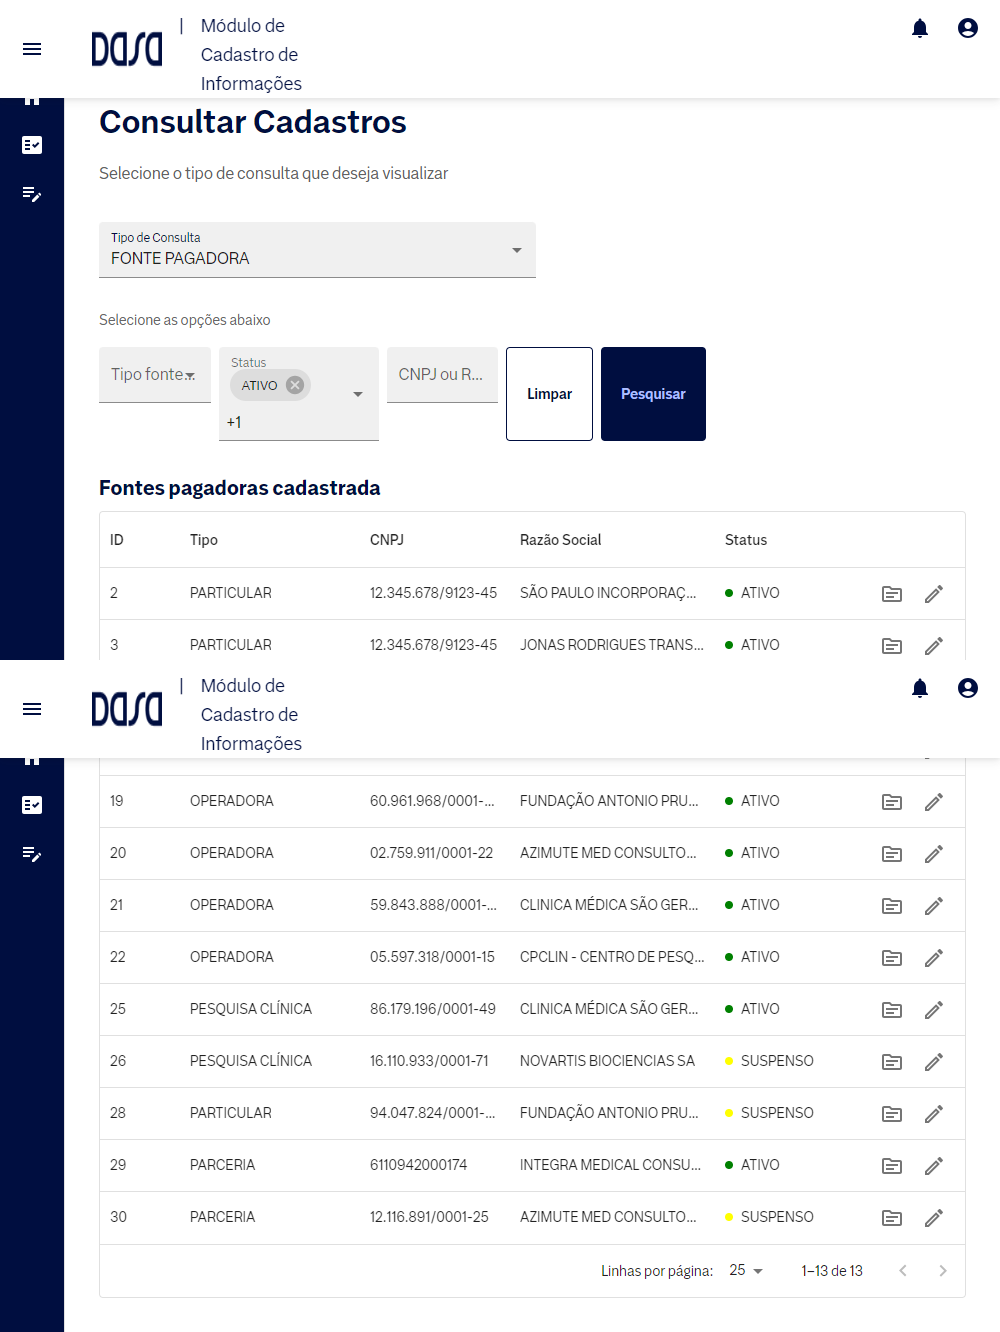 Dasa | Módulo de
Cadastro de
Informações
Consultar Cadastros
Selecione o tipo de consulta que deseja visualizar
Tipo de Consulta
FONTE PAGADORA
Selecione as opções abaixo
Tipo fonte...
Status
ATIVO
+1
CNPJ ou R...
Limpar
Pesquisar
Fontes pagadoras cadastrada
ID Tipo CNPJ Razão Social Status
2 PARTICULAR 12.345.678/9123-45 SÃO PAULO INCORPORAÇ... ATIVO
3 PARTICULAR 12.345.678/9123-45 JONAS RODRIGUES TRANS... ATIVO
Dasa | Módulo de
Cadastro de
Informações
19 OPERADORA 60.961.968/0001-... FUNDAÇÃO ANTONIO PRU... ATIVO
20 OPERADORA 02.759.911/0001-22 AZIMUTE MED CONSULTO... ATIVO
21 OPERADORA 59.843.888/0001-... CLINICA MÉDICA SÃO GER... ATIVO
22 OPERADORA 05.597.318/0001-15 CPCLIN - CENTRO DE PESQ... ATIVO
25 PESQUISA CLÍNICA 86.179.196/0001-49 CLINICA MÉDICA SÃO GER... ATIVO
26 PESQUISA CLÍNICA 16.110.933/0001-71 NOVARTIS BIOCIENCIAS SA SUSPENSO
28 PARTICULAR 94.047.824/0001-... FUNDAÇÃO ANTONIO PRU... SUSPENSO
29 PARCERIA 6110942000174 INTEGRA MEDICAL CONSU... ATIVO
30 PARCERIA 12.116.891/0001-25 AZIMUTE MED CONSULTO... SUSPENSO
Linhas por página: 25 1–13 de 13